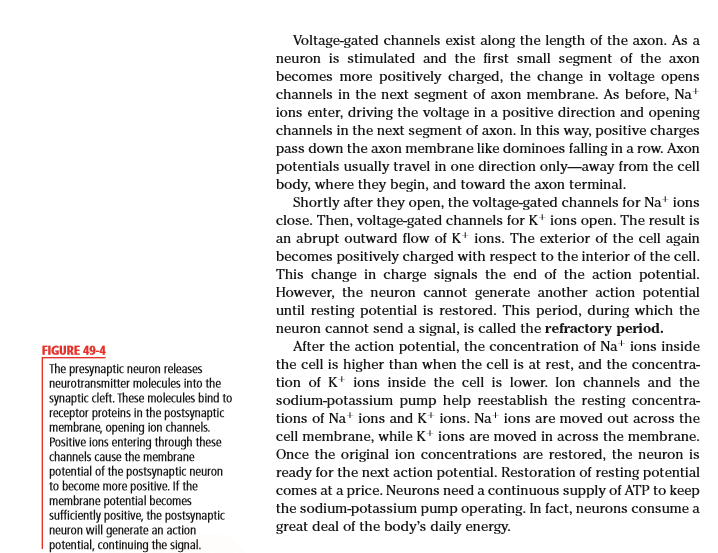 Voltage-gated channels exist along the length of the axon. As a
neuron is stimulated and the first small segment of the axon
becomes more positively charged, the change in voltage opens
channels in the next segment of axon membrane. As before, Na⁺
ions enter, driving the voltage in a positive direction and opening
channels in the next segment of axon. In this way, positive charges
pass down the axon membrane like dominoes falling in a row. Axon
potentials usually travel in one direction only—away from the cell
body, where they begin, and toward the axon terminal.
Shortly after they open, the voltage-gated channels for Na⁺ ions
close. Then, voltage-gated channels for K⁺ ions open. The result is
an abrupt outward flow of K⁺ ions. The exterior of the cell again
becomes positively charged with respect to the interior of the cell.
This change in charge signals the end of the action potential.
However, the neuron cannot generate another action potential
until resting potential is restored. This period, during which the
neuron cannot send a signal, is called the refractory period.
After the action potential, the concentration of Na⁺ ions inside
the cell is higher than when the cell is at rest, and the concentra-
tion of K⁺ ions inside the cell is lower. Ion channels and the
sodium-potassium pump help reestablish the resting concentra-
tions of Na⁺ ions and K⁺ ions. Na⁺ ions are moved out across the
cell membrane, while K⁺ ions are moved in across the membrane.
Once the original ion concentrations are restored, the neuron is
ready for the next action potential. Restoration of resting potential
comes at a price. Neurons need a continuous supply of ATP to keep
the sodium-potassium pump operating. In fact, neurons consume a
great deal of the body’s daily energy.
FIGURE 49-4
The presynaptic neuron releases
neurotransmitter molecules into the
synaptic cleft. These molecules bind to
receptor proteins in the postsynaptic
membrane, opening ion channels.
Positive ions entering through these
channels cause the membrane
potential of the postsynaptic neuron
to become more positive. If the
membrane potential becomes
sufficiently positive, the postsynaptic
neuron will generate an action
potential, continuing the signal.